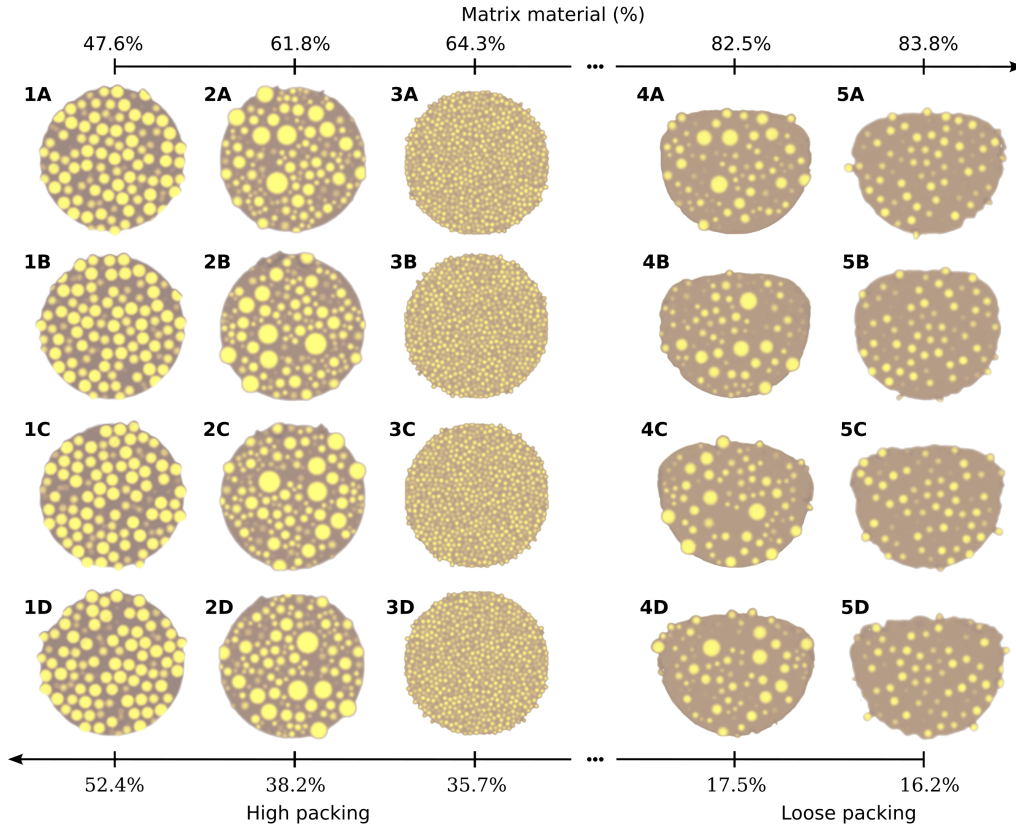 Matrix material (%)
47.6% 61.8% 64.3% ... 82.5% 83.8%
1A 2A 3A 4A 5A
1B 2B 3B 4B 5B
1C 2C 3C 4C 5C
1D 2D 3D 4D 5D
...
52.4% 38.2% 35.7% 17.5% 16.2%
High packing Loose packing